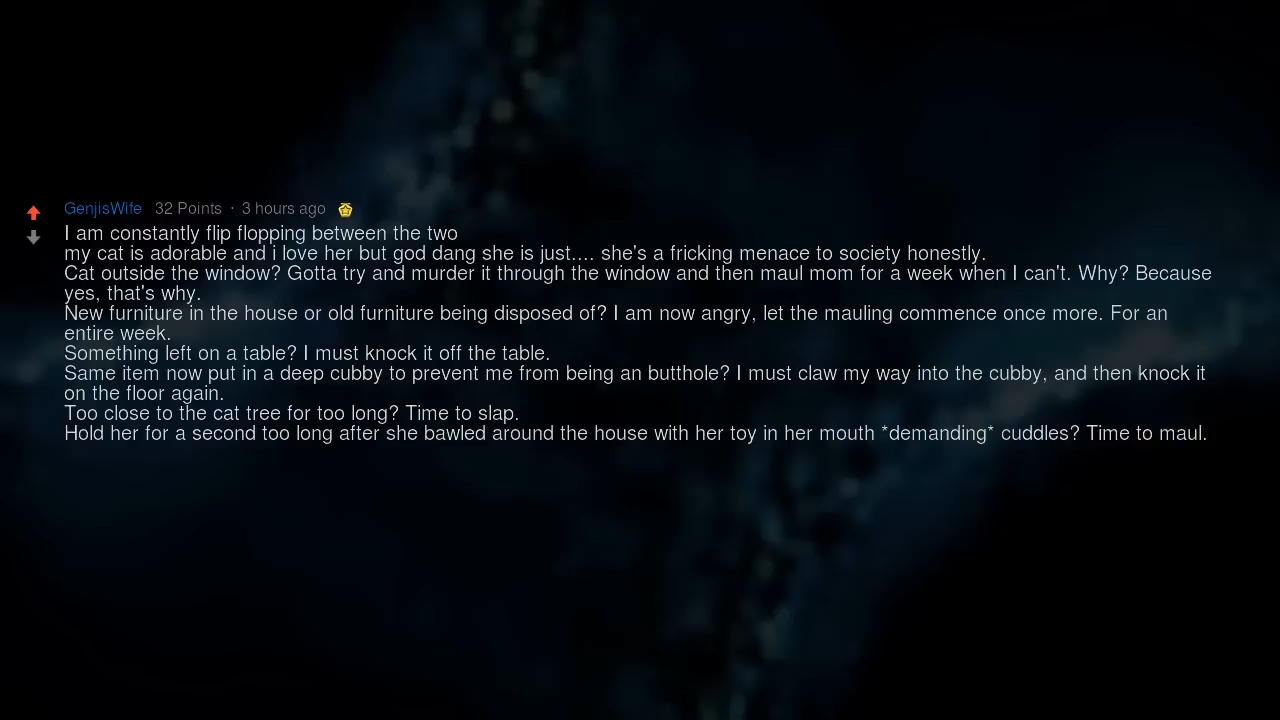 GenjisWife 32 Points · 3 hours ago
I am constantly flip flopping between the two
my cat is adorable and i love her but god dang she is just.... she's a fricking menace to society honestly.
Cat outside the window? Gotta try and murder it through the window and then maul mom for a week when I can't. Why? Because
yes, that's why.
New furniture in the house or old furniture being disposed of? I am now angry, let the mauling commence once more. For an
entire week.
Something left on a table? I must knock it off the table.
Same item now put in a deep cubby to prevent me from being an butthole? I must claw my way into the cubby, and then knock it
on the floor again.
Too close to the cat tree for too long? Time to slap.
Hold her for a second too long after she bawled around the house with her toy in her mouth *demanding* cuddles? Time to maul.